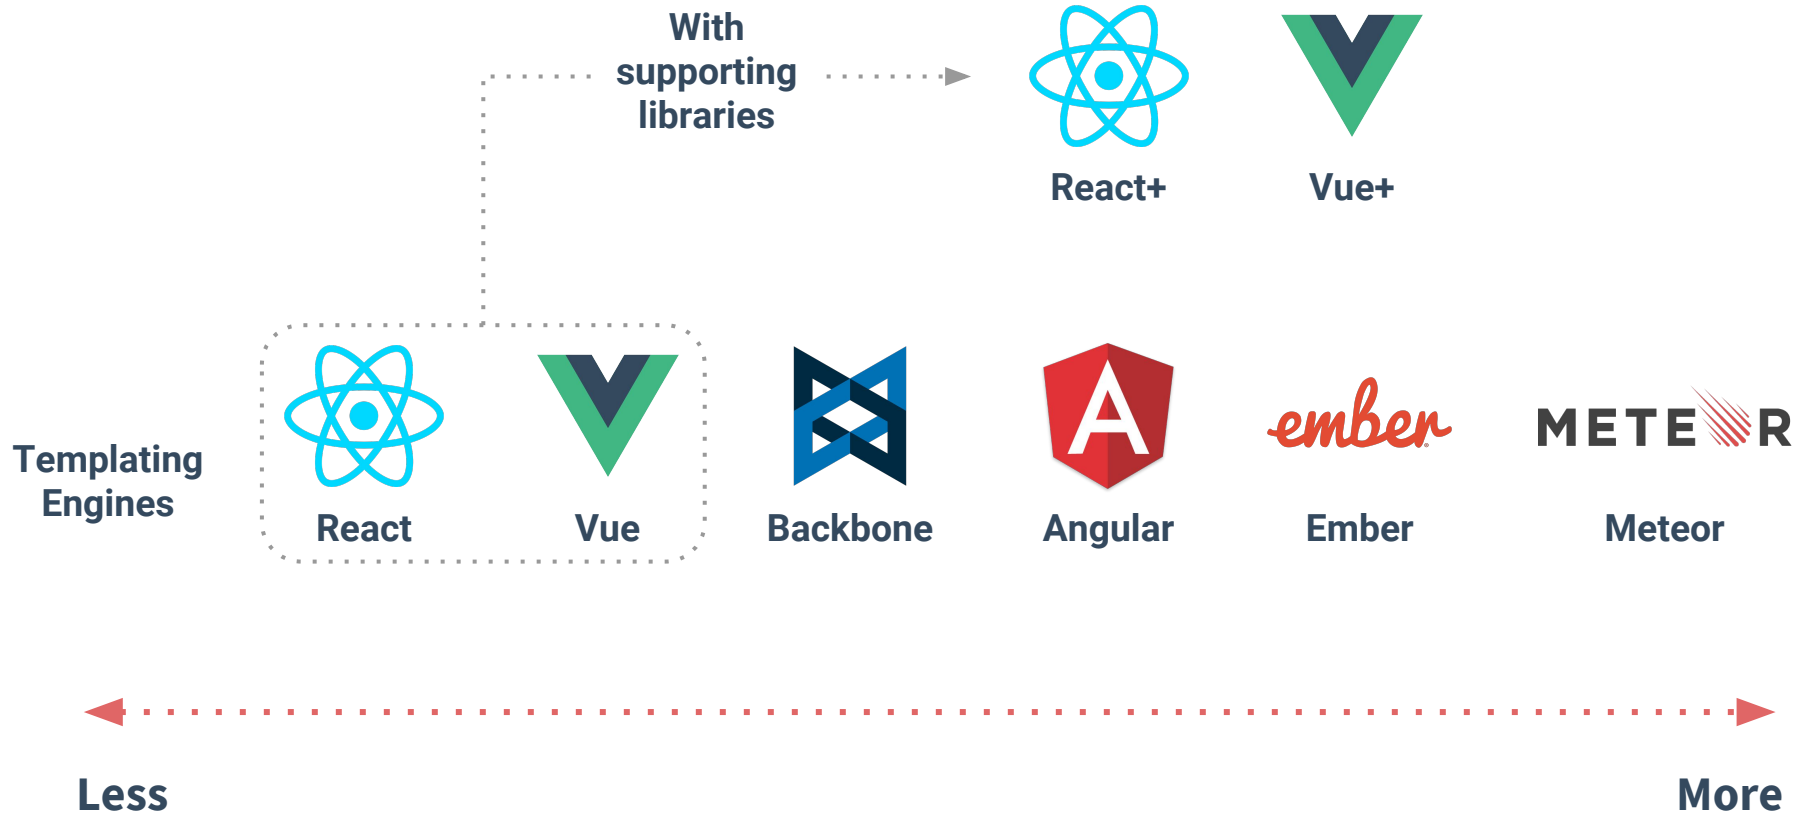 With
supporting
libraries
React+
Vue+
Templating
Engines
React
Vue
Backbone
Angular
ember
Ember
METEOR
Meteor
Less
More